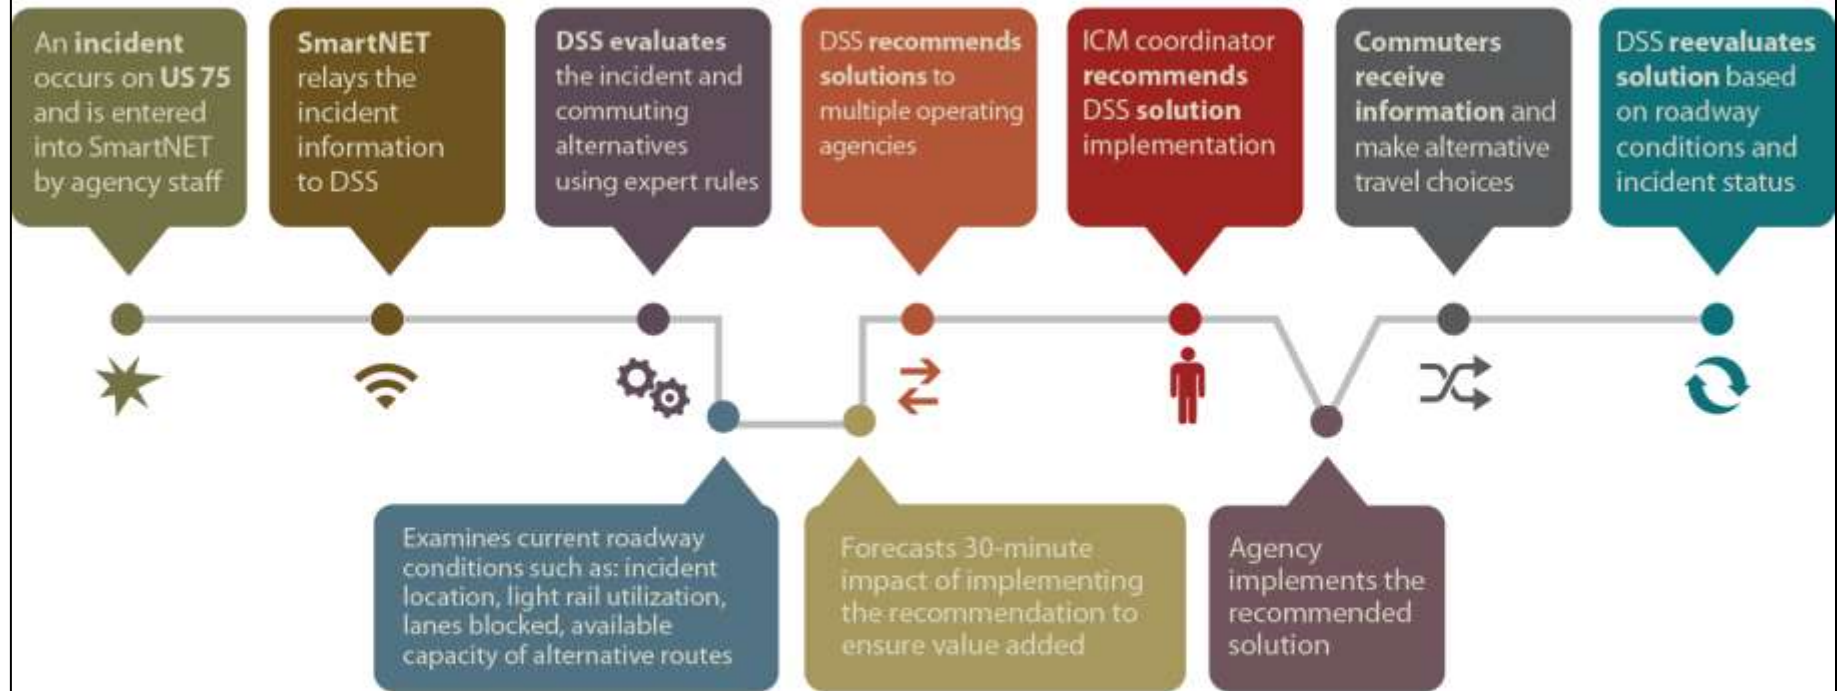 An incident
occurs on US 75
and is entered
into SmartNET
by agency staff
SmartNET
relays the
incident
information
to DSS
DSS evaluates
the incident and
commuting
alternatives
using expert rules
DSS recommends
solutions to
multiple operating
agencies
ICM coordinator
recommends
DSS solution
implementation
Commuters
receive
information and
make alternative
travel choices
DSS reevaluates
solution based
on roadway
conditions and
incident status
Examines current roadway
conditions such as: incident
location, light rail utilization,
lanes blocked, available
capacity of alternative routes
Forecasts 30-minute
impact of implementing
the recommendation to
ensure value added
Agency
implements the
recommended
solution